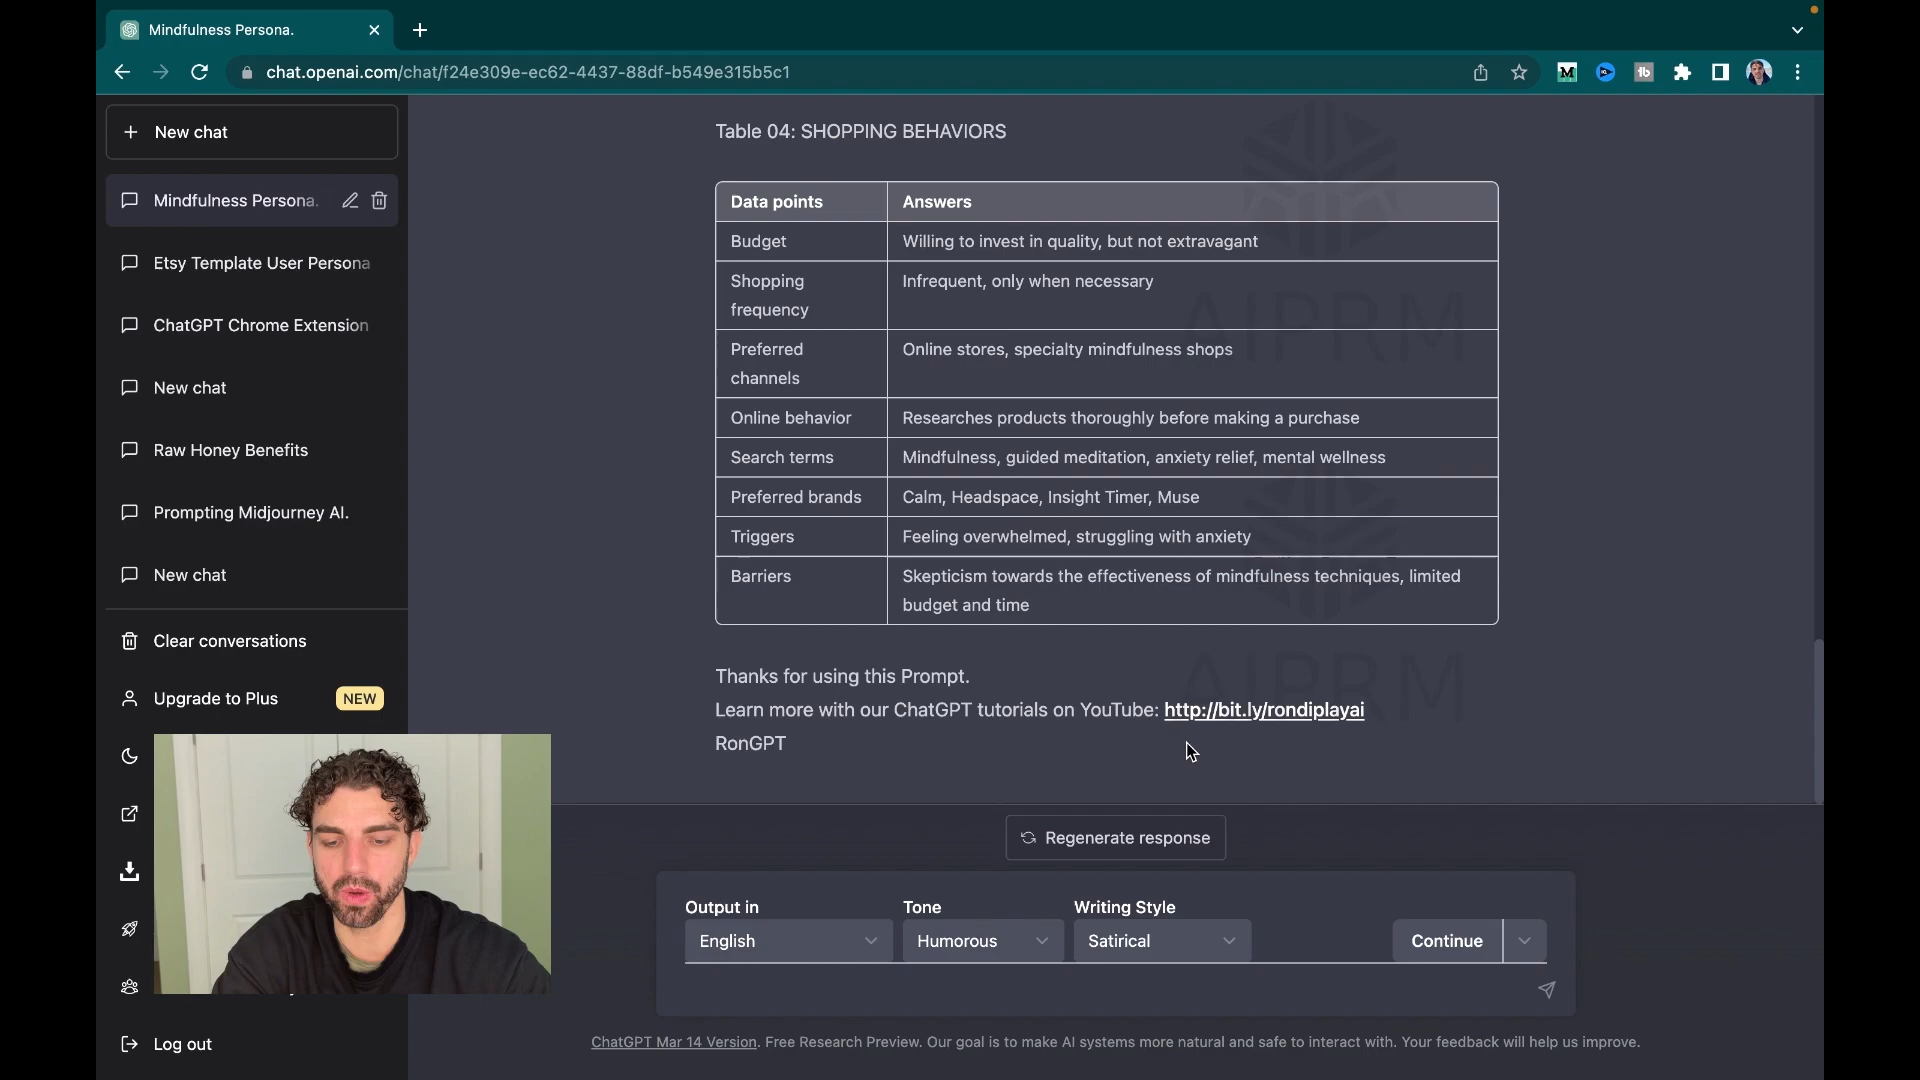 Mindfulness Persona.
chat.openai.com/chat/f24e309e-ec62-4437-88df-b549e315b5c1
New chat
Mindfulness Persona.
Etsy Template User Persona
ChatGPT Chrome Extension
New chat
Raw Honey Benefits
Prompting Midjourney AI.
New chat
Clear conversations
Upgrade to Plus NEW
Log out
Table 04: SHOPPING BEHAVIORS
Data points Answers
Budget Willing to invest in quality, but not extravagant
Shopping Infrequent, only when necessary
frequency
Preferred Online stores, specialty mindfulness shops
channels
Online behavior Researches products thoroughly before making a purchase
Search terms Mindfulness, guided meditation, anxiety relief, mental wellness
Preferred brands Calm, Headspace, Insight Timer, Muse
Triggers Feeling overwhelmed, struggling with anxiety
Barriers Skepticism towards the effectiveness of mindfulness techniques, limited
budget and time
AIPRM
AIPRM
Thanks for using this Prompt.
Learn more with our ChatGPT tutorials on YouTube: http://bit.ly/rondiplayai
RonGPT
Regenerate response
Output in Tone Writing Style
English Humorous Satirical Continue
ChatGPT Mar 14 Version. Free Research Preview. Our goal is to make AI systems more natural and safe to interact with. Your feedback will help us improve.